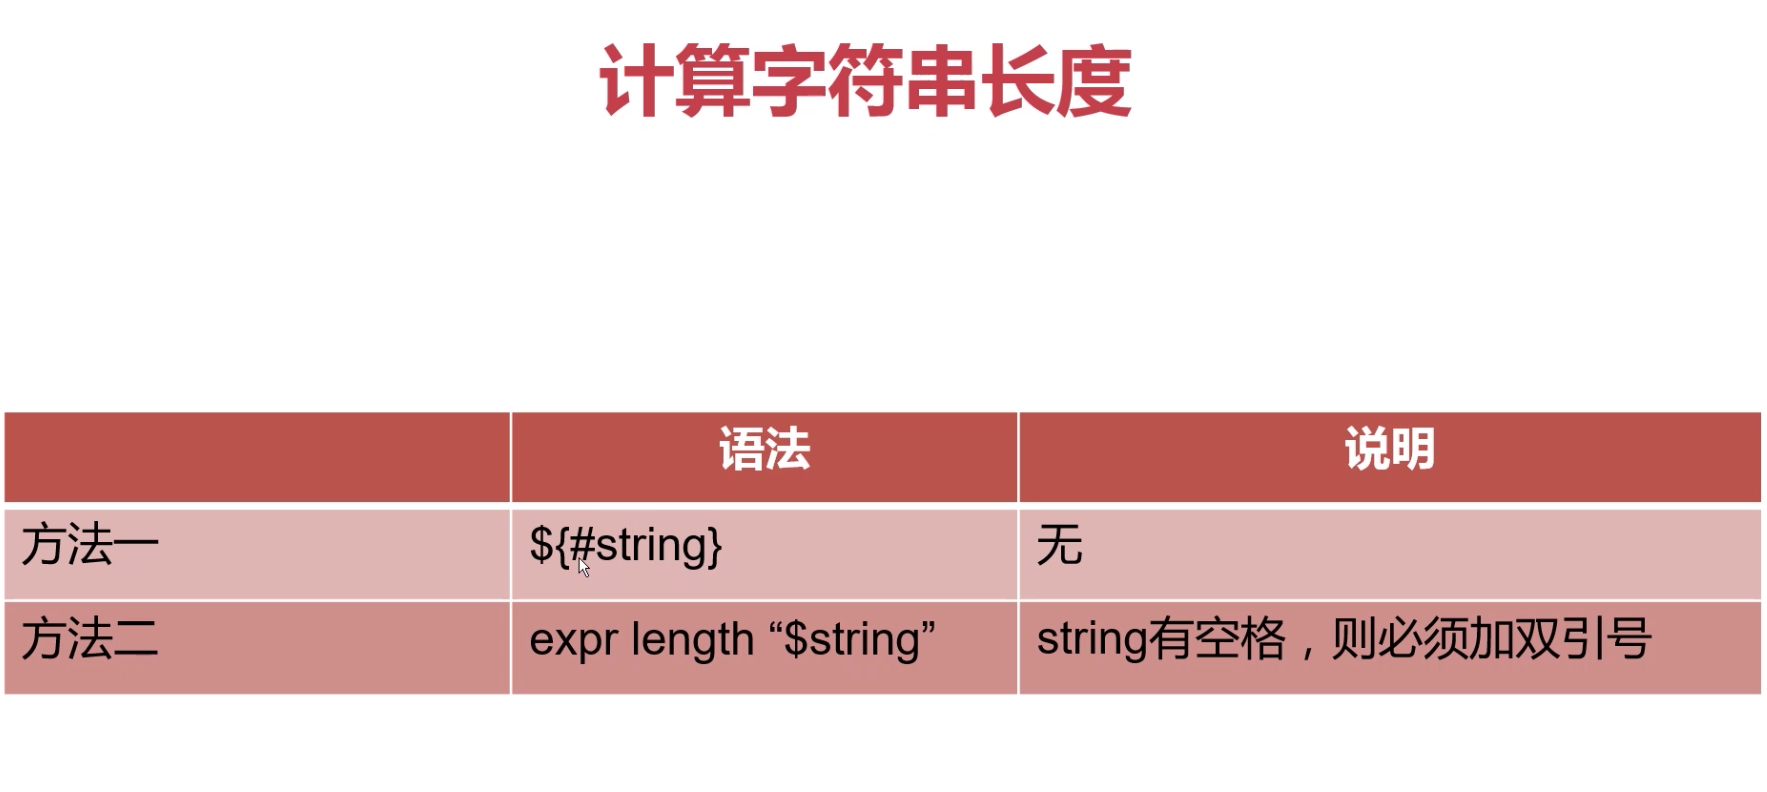 计算字符串长度
语法 说明
方法一 ${#string} 无
方法二 expr length “$string” string有空格，则必须加双引号